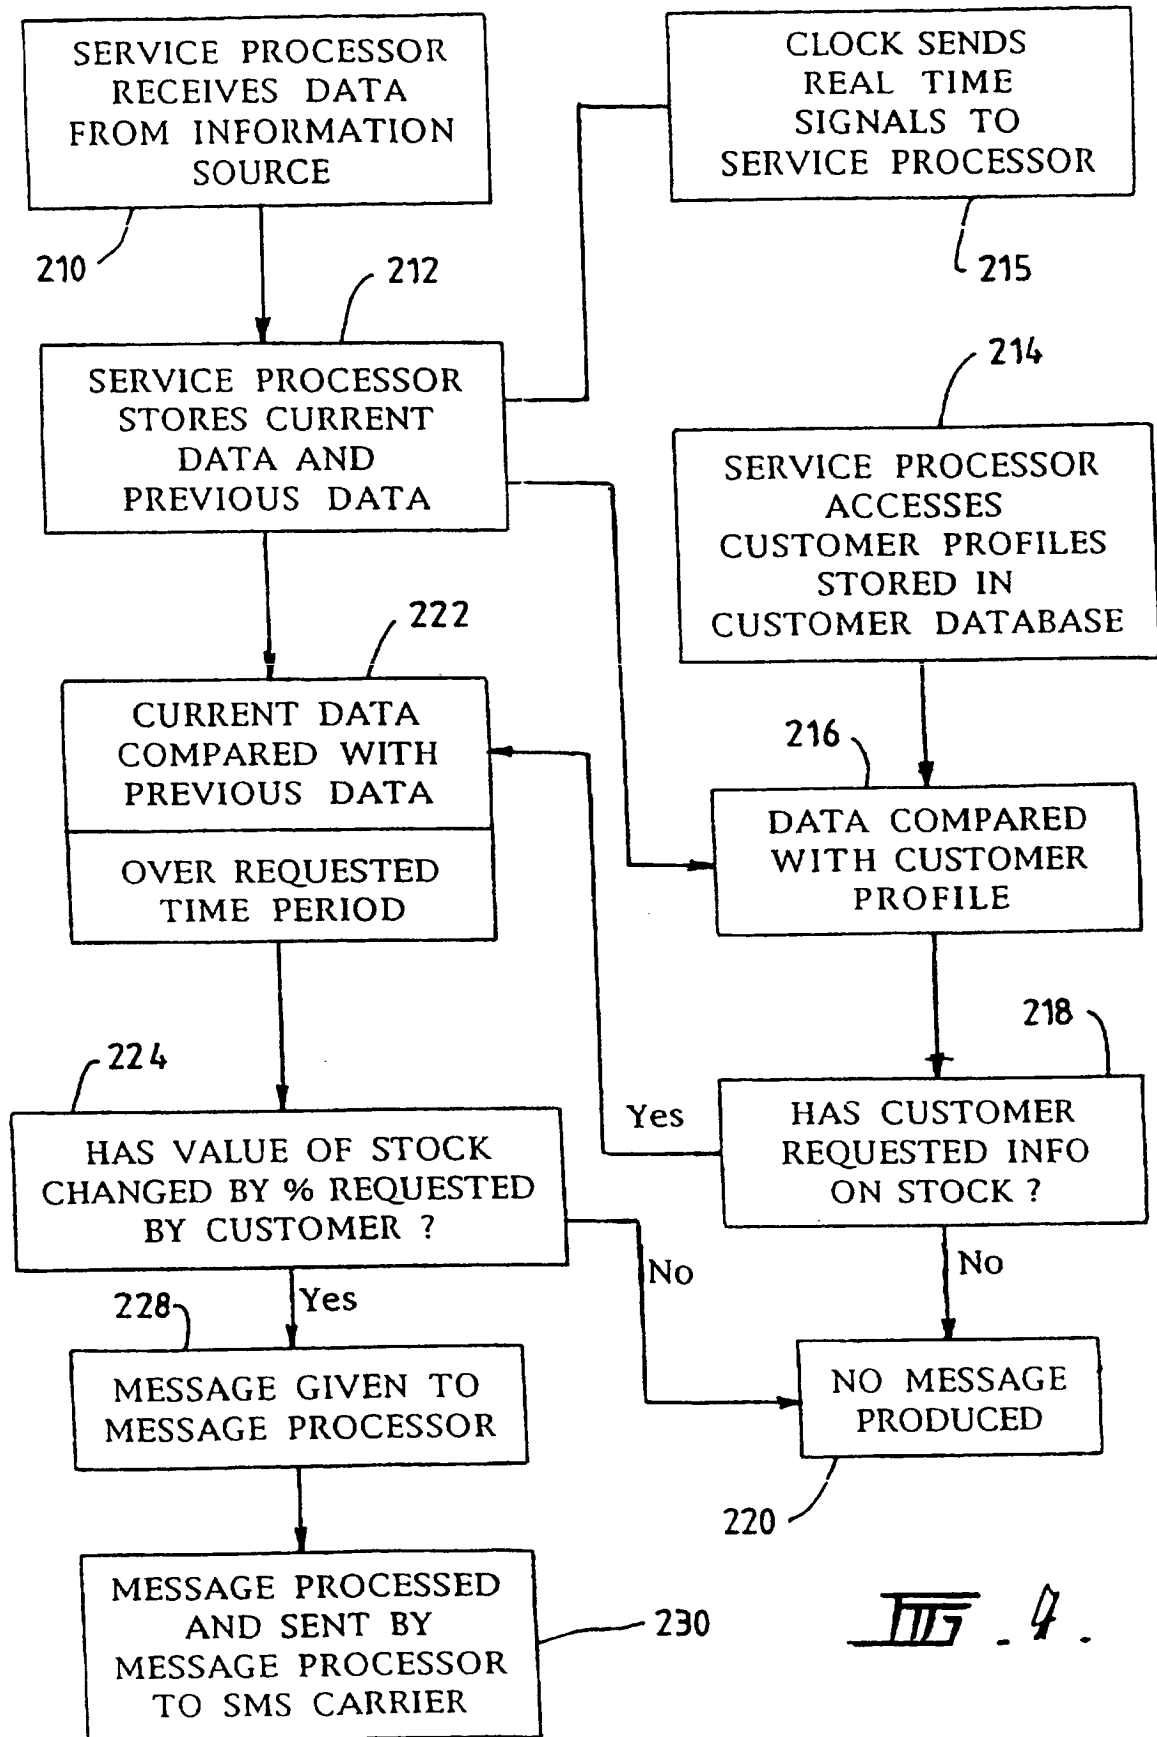 SERVICE PROCESSOR
RECEIVES DATA
FROM INFORMATION
SOURCE
210
CLOCK SENDS
REAL TIME
SIGNALS TO
SERVICE PROCESSOR
215
212
SERVICE PROCESSOR
STORES CURRENT
DATA AND
PREVIOUS DATA
214
SERVICE PROCESSOR
ACCESSES
CUSTOMER PROFILES
STORED IN
CUSTOMER DATABASE
222
CURRENT DATA
COMPARED WITH
PREVIOUS DATA
OVER REQUESTED
TIME PERIOD
216
DATA COMPARED
WITH CUSTOMER
PROFILE
218
HAS CUSTOMER
REQUESTED INFO
ON STOCK ?
Yes
No
224
HAS VALUE OF STOCK
CHANGED BY % REQUESTED
BY CUSTOMER ?
No
Yes
228
MESSAGE GIVEN TO
MESSAGE PROCESSOR
NO MESSAGE
PRODUCED
220
MESSAGE PROCESSED
AND SENT BY
MESSAGE PROCESSOR
TO SMS CARRIER
230